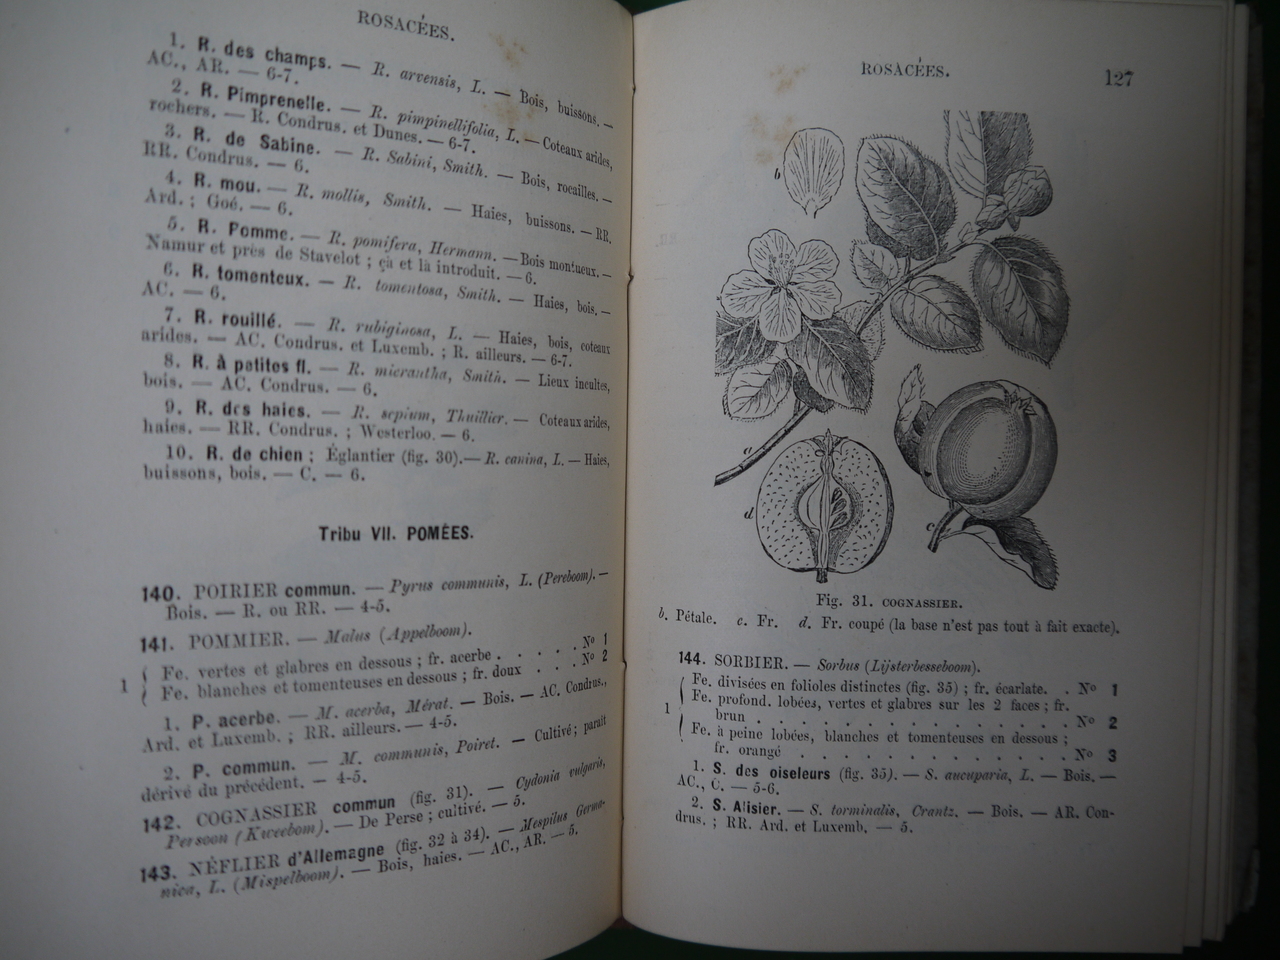 ROSACÉES.
1. R. des champs. — R. arvensis, L. — Bois, buissons. —
AC., AR. — 6-7.
2. R. Pimprenelle. — R. pimpinellifolia, L. — Coteaux arides,
rochers. — R. Condrus. et Dunes. — 6-7.
3. R. de Sabine. — R. Sabini, Smith. — Bois, rocailles. —
RR. Condrus. — 6.
4. R. mou. — R. mollis, Smith. — Haies, buissons. — RR.
Ard. ; Goé. — 6.
5. R. Pomme. — R. pomifera, Hermann. — Bois montueux. —
Namur et près de Stavelot ; çà et là introduit. — 6.
6. R. tomenteux. — R. tomentosa, Smith. — Haies, bois. —
AC. — 6.
7. R. rouillé. — R. rubiginosa, L. — Haies, bois, coteaux
arides. — AC. Condrus. et Luxemb. ; R. ailleurs. — 6-7.
8. R. à petites fl. — R. micrantha, Smith. — Lieux incultes,
bois. — AC. Condrus. — 6.
9. R. des haies. — R. sepium, Thuillier. — Coteaux arides,
haies. — RR. Condrus. ; Westerloo. — 6.
10. R. de chien ; Églantier (fig. 30). — R. canina, L. — Haies,
buissons, bois. — C. — 6.
Tribu VII. POMÉES.
140. POIRIER commun. — Pyrus communis, L. (Pereboom). —
Bois. — R. ou RR. — 4-5.
141. POMMIER. — Malus (Appelboom).
Fe. vertes et glabres en dessous ; fr. acerbe . . . . . Nº 1
1 Fe. blanches et tomenteuses en dessous ; fr. doux . . . Nº 2
1. P. acerbe. — M. acerba, Mérat. — Bois. — AC. Condrus.,
Ard. et Luxemb. ; RR. ailleurs. — 4-5.
2. P. commun. — M. communis, Poiret. — Cultivé ; paraît
dérivé du précédent. — 4-5.
142. COGNASSIER commun (fig. 31). — Cydonia vulgaris,
Persoon (Kweebom). — De Perse ; cultivé. — 5.
143. NÉFLIER d'Allemagne (fig. 32 à 34). — Mespilus Germa-
nica, L. (Mispelboom). — Bois, haies. — AC., AR. — 5.
ROSACÉES. 127
b
a
d
c
Fig. 31. COGNASSIER.
b. Pétale. c. Fr. d. Fr. coupé (la base n'est pas tout à fait exacte).
144. SORBIER. — Sorbus (Lijsterbesseboom).
Fe. divisées en folioles distinctes (fig. 35) ; fr. écarlate. . Nº 1
Fe. profond. lobées, vertes et glabres sur les 2 faces ; fr.
1 brun . . . . . . . . . . . . . . . Nº 2
Fe. à peine lobées, blanches et tomenteuses en dessous ;
fr. orangé . . . . . . . . . . . . . Nº 3
1. S. des oiseleurs (fig. 35). — S. aucuparia, L. — Bois. —
AC., C. — 5-6.
2. S. Alisier. — S. torminalis, Crantz. — Bois. — AR. Con-
drus. ; RR. Ard. et Luxemb. — 5.